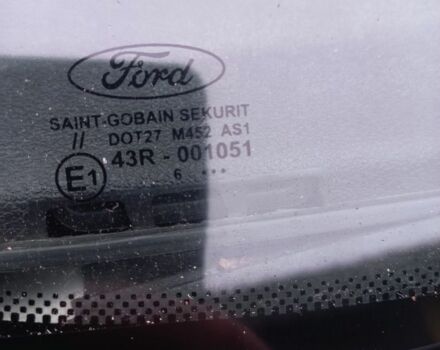 Ford
SAINT-GOBAIN SEKURIT
// DOT27 M452 AS1
E1 43R - 001051
6 •••